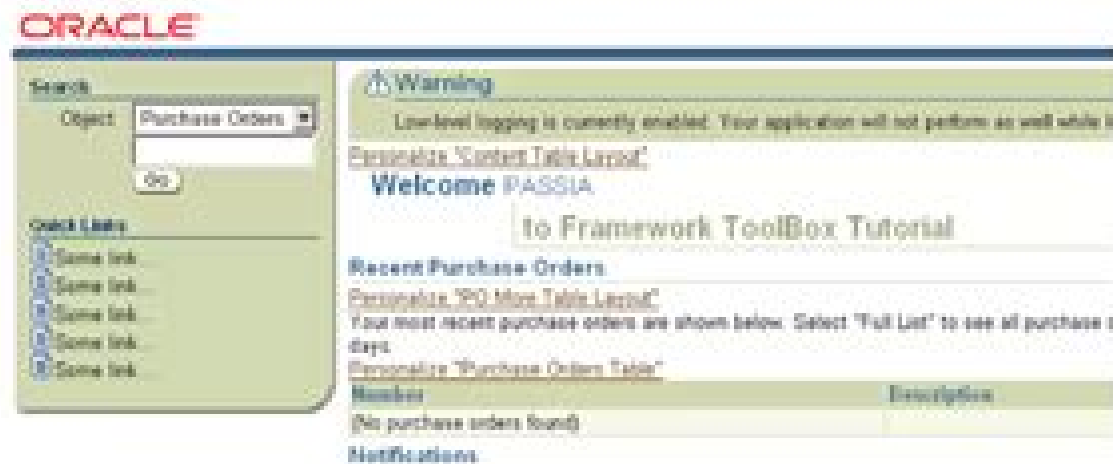 ORACLE
Search
Object Purchase Orders
Go
Quick Links
Some link...
Some link...
Some link...
Some link...
Some link...
Warning
Low-level logging is currently enabled. Your application will not perform as well while
Personalize "Content Table Layout"
Welcome PASSIA
to Framework ToolBox Tutorial
Recent Purchase Orders
Personalize "PO More Table Layout"
Your most recent purchase orders are shown below. Select "Full List" to see all purchase
days.
Personalize "Purchase Orders Table"
Number Description
(No purchase orders found)
Notifications